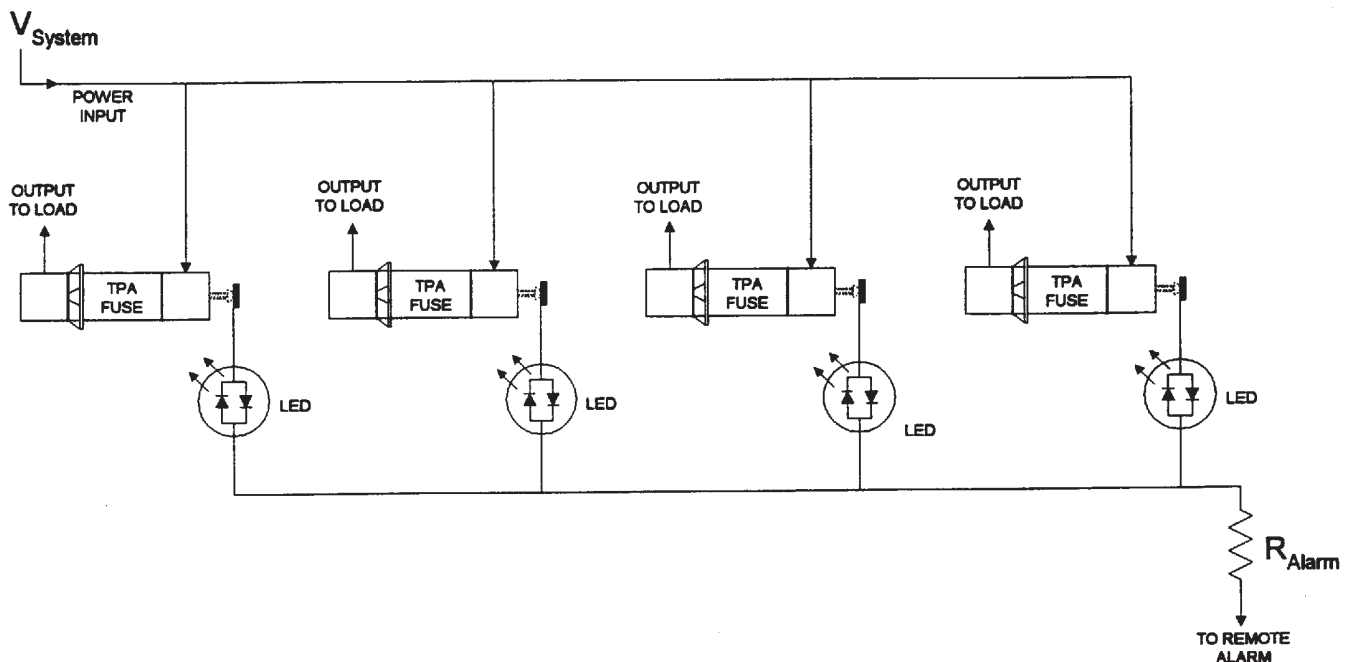 V System
POWER
INPUT
OUTPUT
TO LOAD
OUTPUT
TO LOAD
OUTPUT
TO LOAD
OUTPUT
TO LOAD
TPA
FUSE
TPA
FUSE
TPA
FUSE
TPA
FUSE
LED
LED
LED
LED
R Alarm
TO REMOTE
ALARM